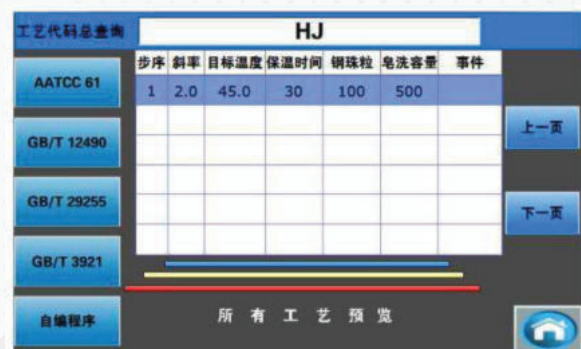 工艺代码总查询 HJ
步序 斜率 目标温度 保温时间 钢珠粒 皂洗容量 事件
1 2.0 45.0 30 100 500
AATCC 61
GB/T 12490
GB/T 29255
GB/T 3921
自编程序
上一页
下一页
所有工艺预览